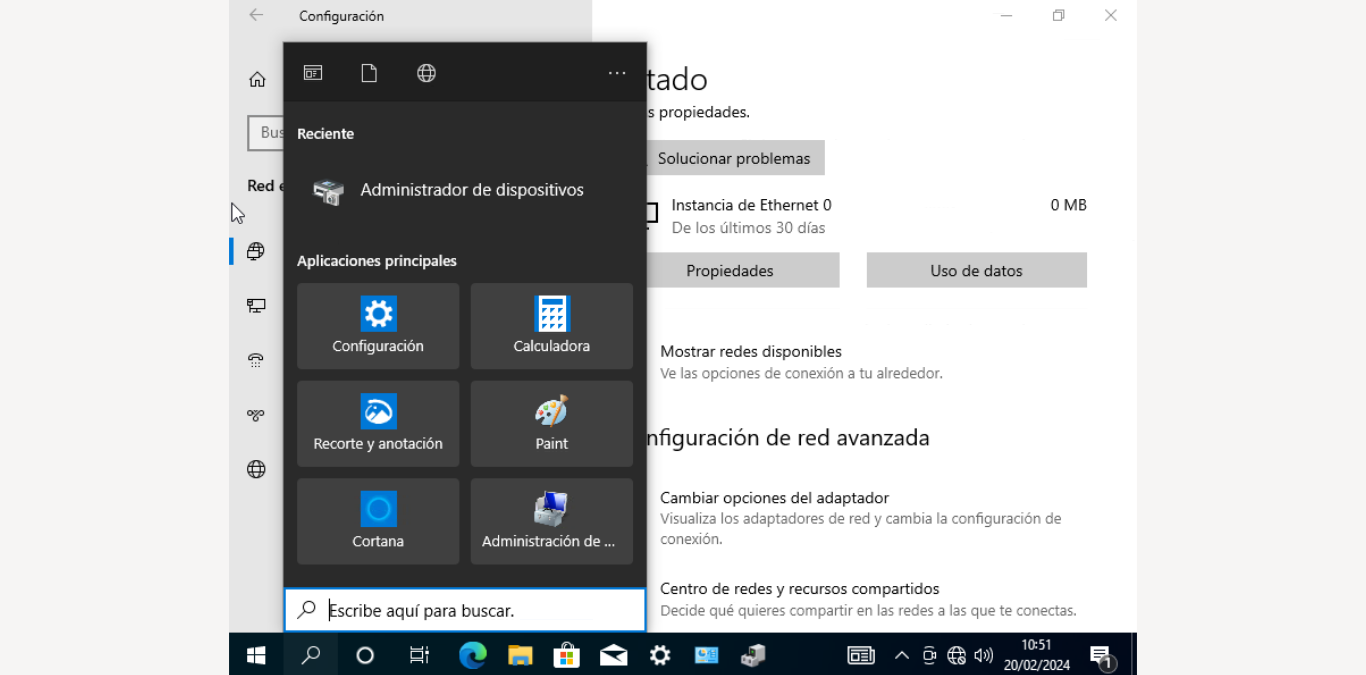 Configuración
tado
s propiedades.
Bus
Reciente
Solucionar problemas
Red e
Administrador de dispositivos
Instancia de Ethernet 0
0 MB
De los últimos 30 días
Aplicaciones principales
Propiedades
Uso de datos
Configuración
Calculadora
Mostrar redes disponibles
Ve las opciones de conexión a tu alrededor.
Recorte y anotación
Paint
nfiguración de red avanzada
Cambiar opciones del adaptador
Visualiza los adaptadores de red y cambia la configuración de
conexión.
Cortana
Administración de ...
Centro de redes y recursos compartidos
Decide qué quieres compartir en las redes a las que te conectas.
Escribe aquí para buscar.
10:51
20/02/2024
1